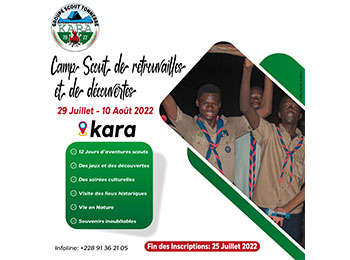 GROUPE SCOUT TONNERRE
KARA
Camp Scout de retrouvailles
et de découvertes
29 Juillet - 10 Août 2022
kara
12 Jours d'aventures scouts
Des jeux et des découvertes
Des soirées culturelles
Visite des lieux historiques
Vie en Nature
Souvenirs inoubliables
Infoline: +228 91 36 21 05
Fin des Inscriptions: 25 Juillet 2022